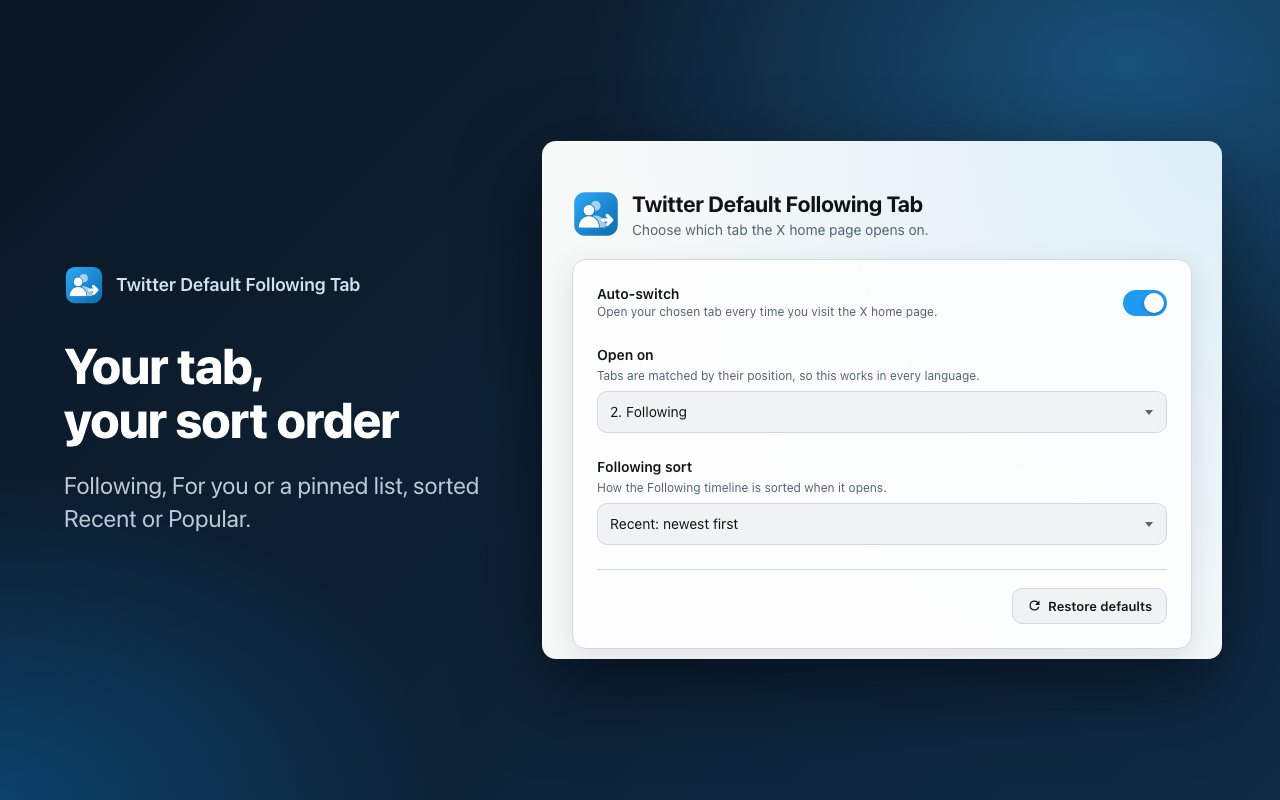 Twitter Default Following Tab
Your tab,
your sort order
Following, For you or a pinned list, sorted
Recent or Popular.
Twitter Default Following Tab
Choose which tab the X home page opens on.
Auto-switch
Open your chosen tab every time you visit the X home page.
Open on
Tabs are matched by their position, so this works in every language.
2. Following
Following sort
How the Following timeline is sorted when it opens.
Recent: newest first
Restore defaults